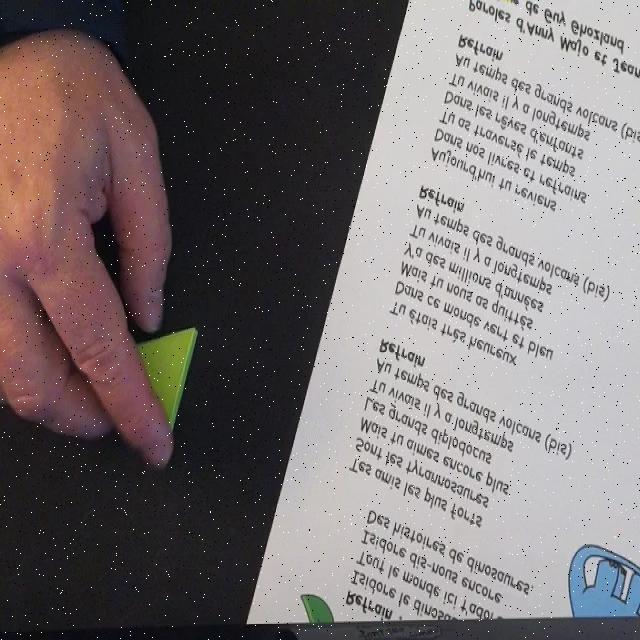 Refrain :
Isidore le
Tout le monde ici
Isidore dis-nous encore
Des histoires de dinosaures
Tes amis les plus forts
Sont tes tyrannosaures
Mais tu aimes encore plus
Les grands diplodocus
Tu vivais il y a longtemps
Au temps des grands volcans (bis)
Refrain
Tu étais très heureux
Dans ce monde vert et bleu
Mais tu nous as quittés
Y'a des millions d'années
Tu vivais il y a longtemps
Au temps des grands volcans (bis)
Refrain
Aujourd'hui tu reviens
Dans nos livres et refrains
Tu as traversé le temps
Dans les rêves d'enfants
Tu vivais il y a longtemps
Au temps des grands volcans (bis
Refrain
Paroles d'Anny Majo et Jean
de Guy Ghozland